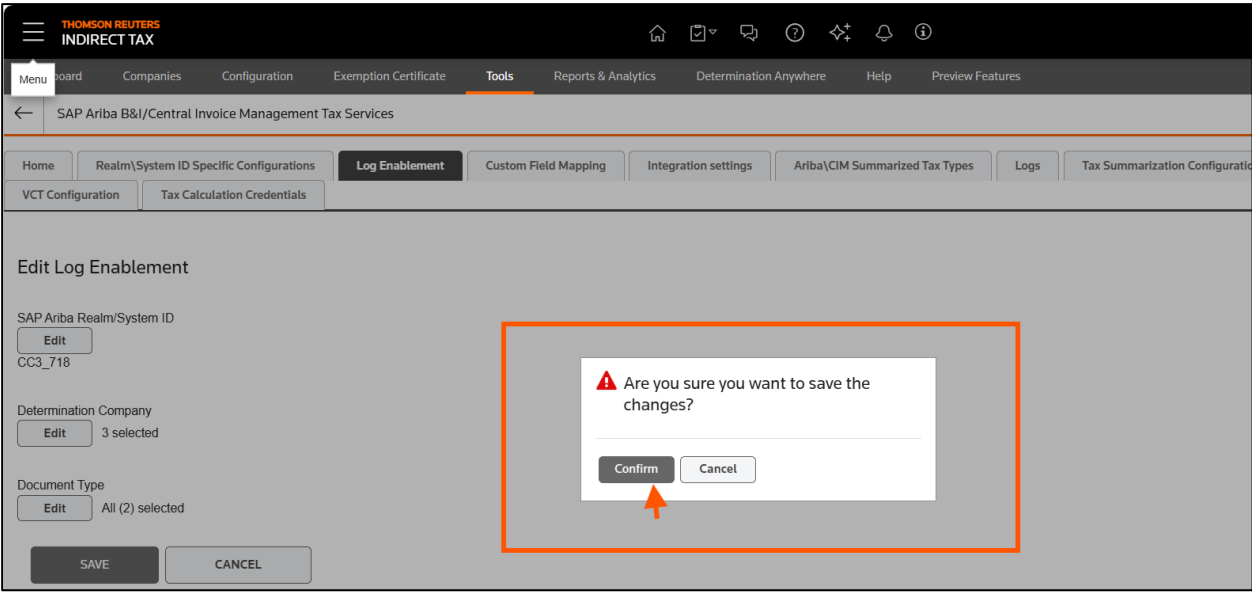 THOMSON REUTERS
INDIRECT TAX
Menu
board Companies Configuration Exemption Certificate Tools Reports & Analytics Determination Anywhere Help Preview Features
SAP Ariba B&I/Central Invoice Management Tax Services
Home Realm\System ID Specific Configurations Log Enablement Custom Field Mapping Integration settings Ariba\CIM Summarized Tax Types Logs Tax Summarization Configuratio
VCT Configuration Tax Calculation Credentials
Edit Log Enablement
SAP Ariba Realm/System ID
Edit
CC3_718
Determination Company
Edit 3 selected
Document Type
Edit All (2) selected
SAVE CANCEL
Are you sure you want to save the
changes?
Confirm Cancel